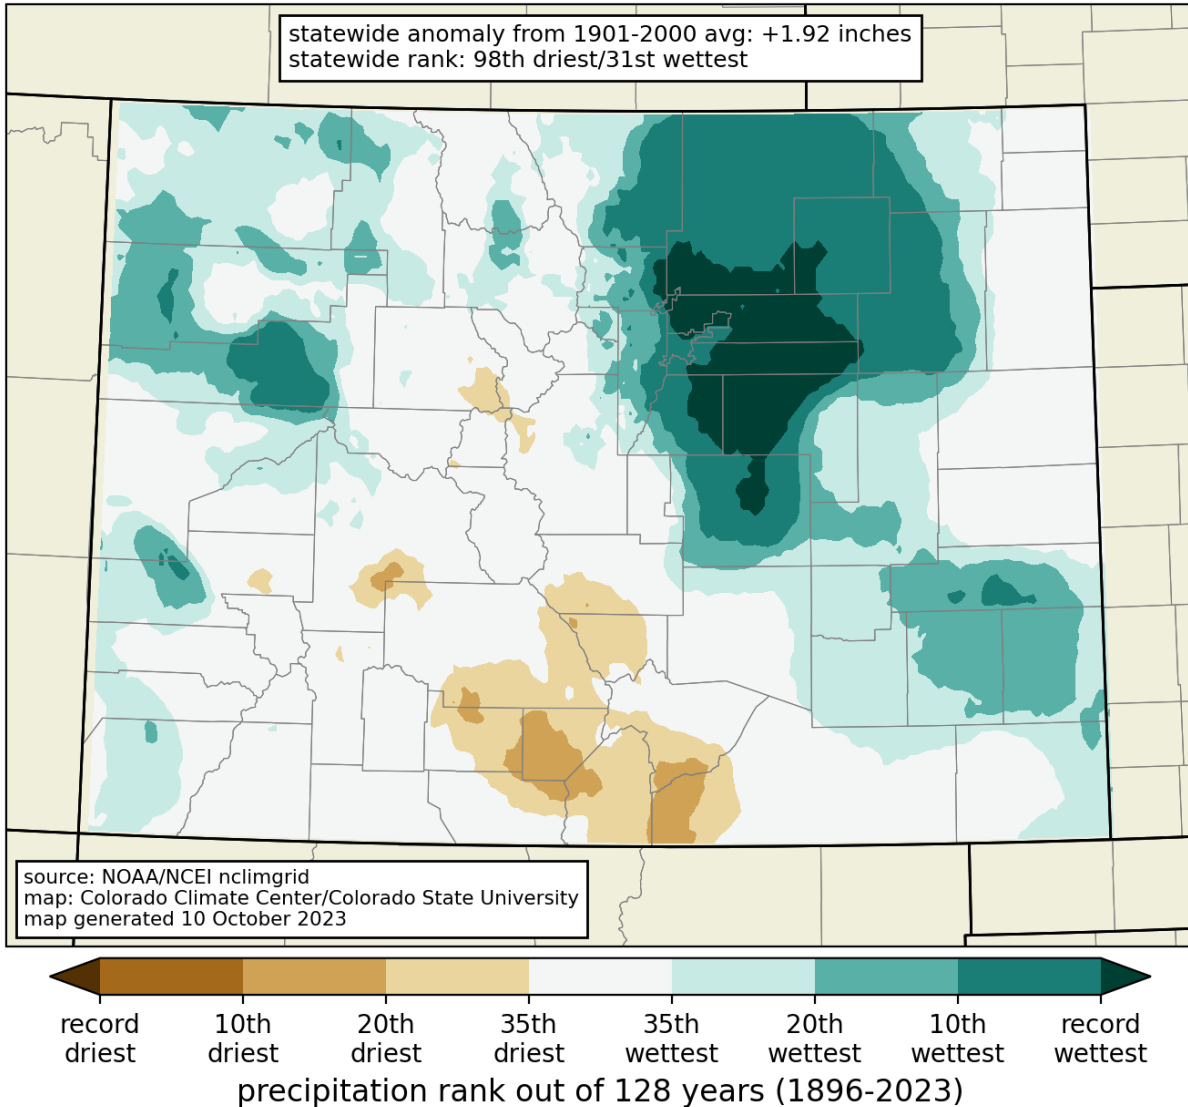 statewide anomaly from 1901-2000 avg: +1.92 inches
statewide rank: 98th driest/31st wettest
source: NOAA/NCEI nclimgrid
map: Colorado Climate Center/Colorado State University
map generated 10 October 2023
record 10th 20th 35th 35th 20th 10th record
driest driest driest driest wettest wettest wettest wettest
precipitation rank out of 128 years (1896-2023)